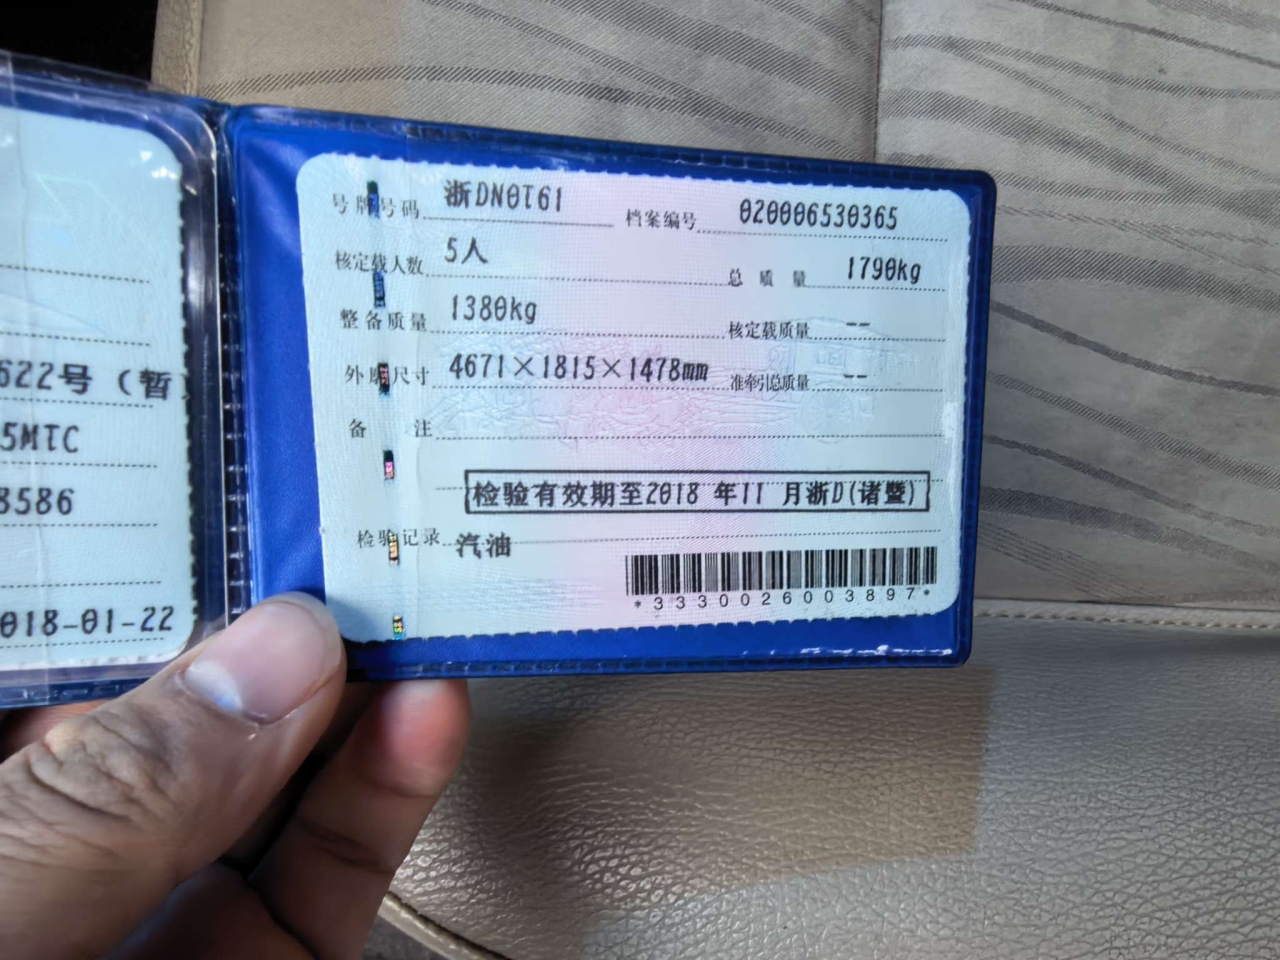 622号（暂
5MTC
8586
018-01-22
号牌号码 浙DN0T61 档案编号 020006530365
核定载人数 5人 总质量 1790kg
整备质量 1380kg 核定载质量 --
外廓尺寸 4671×1815×1478mm 准牵引总质量 --
备注
检验有效期至2018 年11 月浙D(诸暨)
检验记录 汽油
*3330026003897*